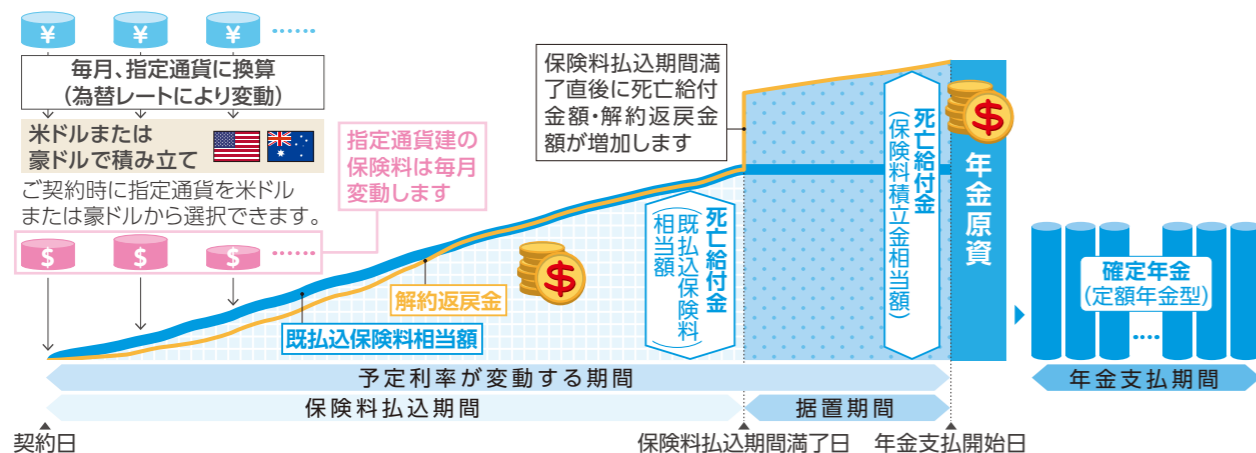 ¥ ¥ ¥ ……
毎月、指定通貨に換算
(為替レートにより変動)
米ドルまたは
豪ドルで積み立て
ご契約時に指定通貨を米ドル
または豪ドルから選択できます。
$ $ $ ……
指定通貨建の
保険料は毎月
変動します
解約返戻金
既払込保険料相当額
$
保険料払込期間満
了直後に死亡給付
金額・解約返戻金
額が増加します
死亡給付金
(既払込保険料
相当額)
死亡給付金
(保険料積立金相当額)
$
年金原資
確定年金
(定額年金型)
‥‥
予定利率が変動する期間
年金支払期間
保険料払込期間
据置期間
契約日
保険料払込期間満了日
年金支払開始日